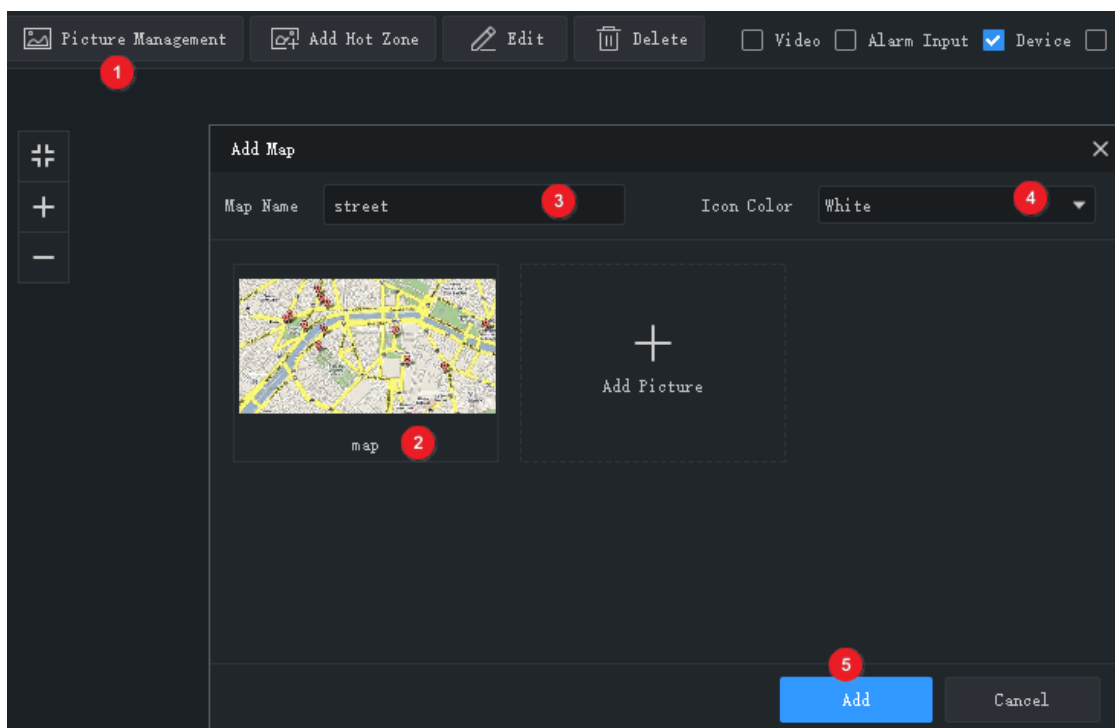 Picture Management Add Hot Zone Edit Delete Video Alarm Input Device
1
Add Map
Map Name street 3 Icon Color White 4
Add Picture
map 2
5
Add Cancel